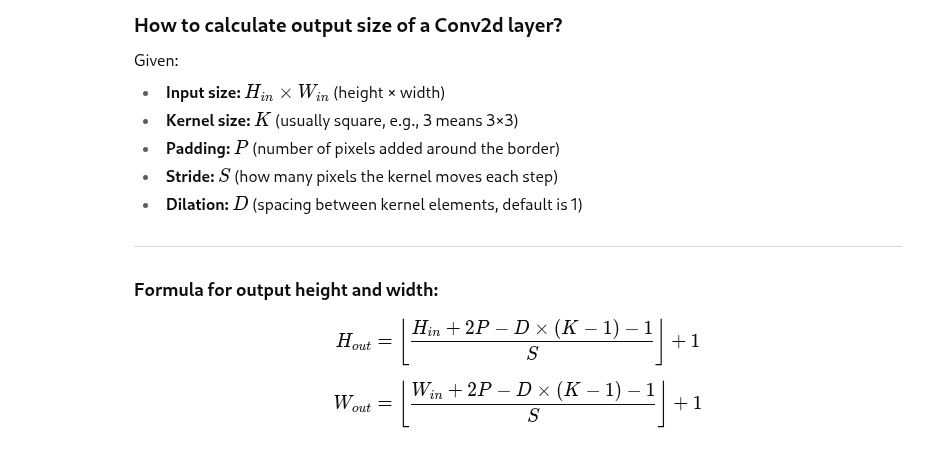 How to calculate output size of a Conv2d layer?
Given:
• Input size: $H_{in} \times W_{in}$ (height × width)
• Kernel size: $K$ (usually square, e.g., 3 means 3×3)
• Padding: $P$ (number of pixels added around the border)
• Stride: $S$ (how many pixels the kernel moves each step)
• Dilation: $D$ (spacing between kernel elements, default is 1)
Formula for output height and width:
$H_{out} = \left\lfloor \frac{H_{in} + 2P - D \times (K - 1) - 1}{S} \right\rfloor + 1$
$W_{out} = \left\lfloor \frac{W_{in} + 2P - D \times (K - 1) - 1}{S} \right\rfloor + 1$